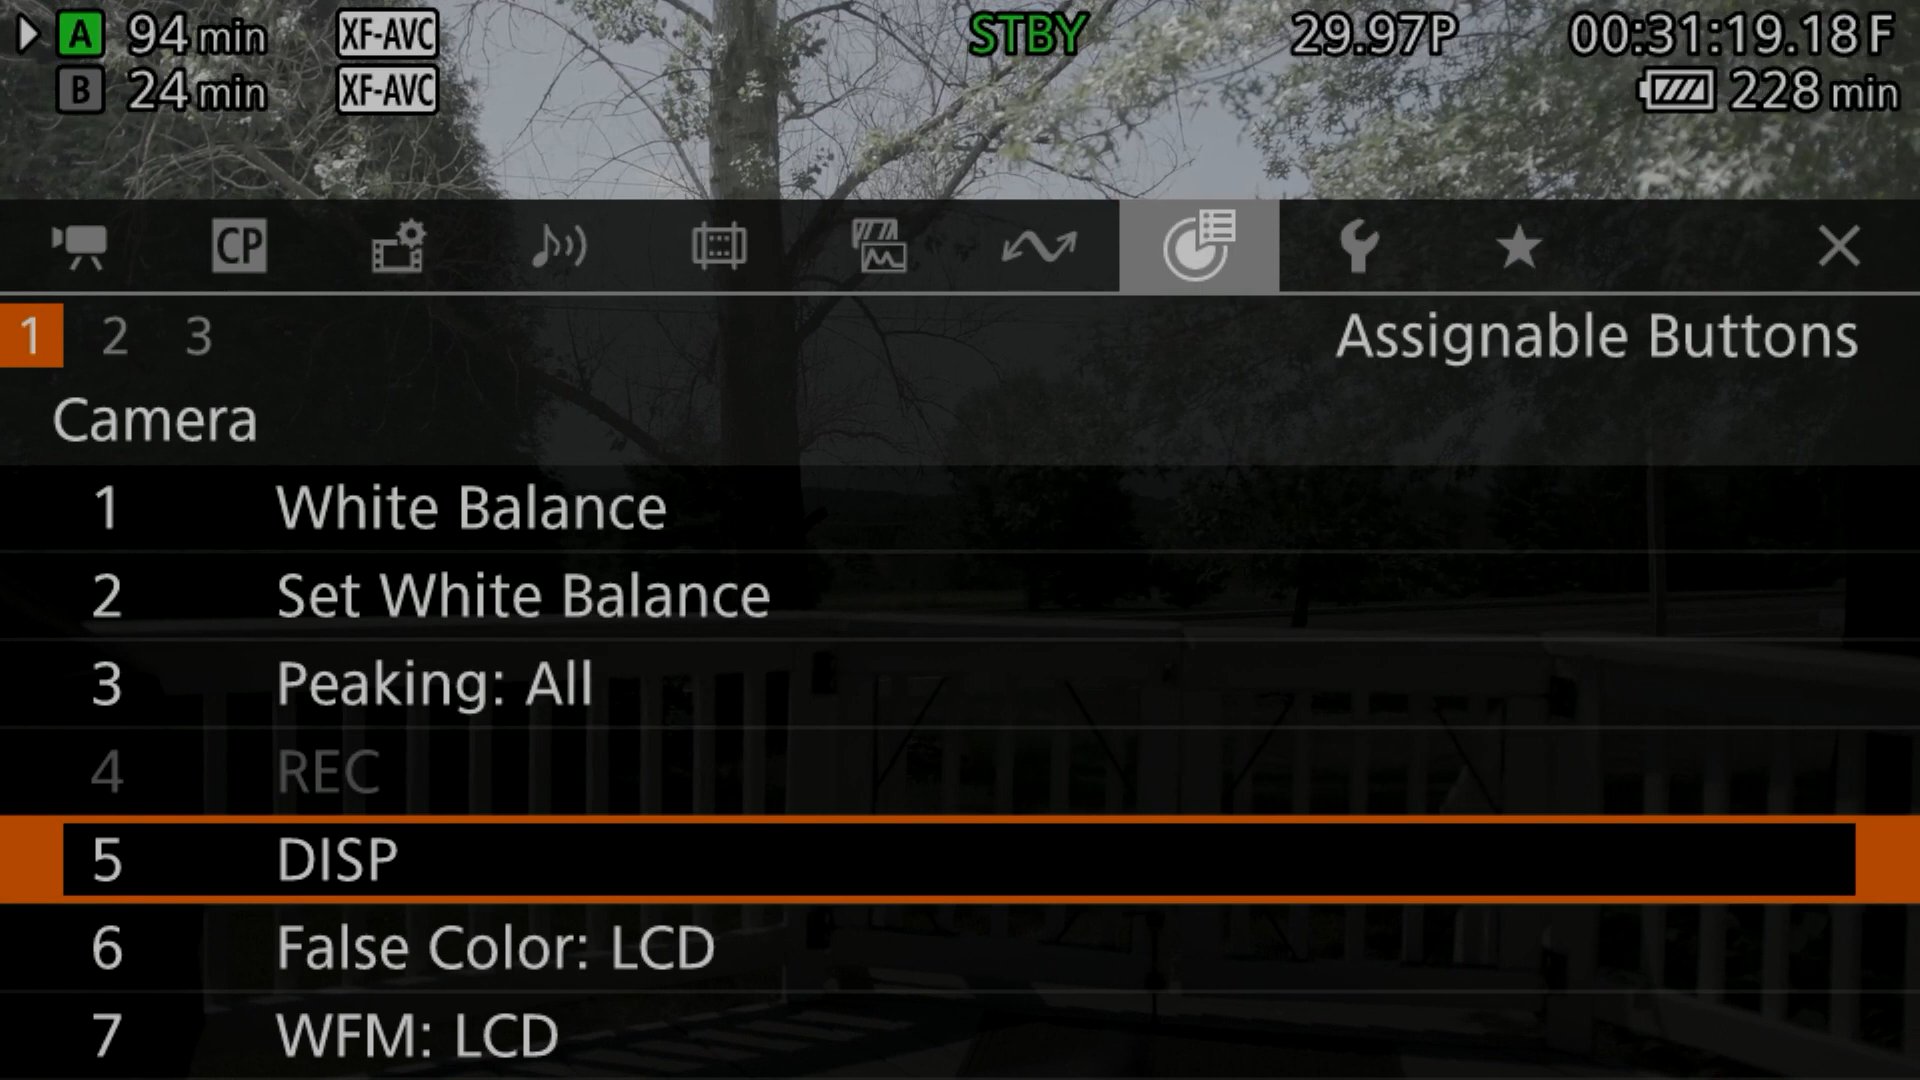 A 94 min XF-AVC STBY 29.97P 00:31:19.18 F
B 24 min XF-AVC 228 min
CP
1 2 3 Assignable Buttons
Camera
1 White Balance
2 Set White Balance
3 Peaking: All
4 REC
5 DISP
6 False Color: LCD
7 WFM: LCD